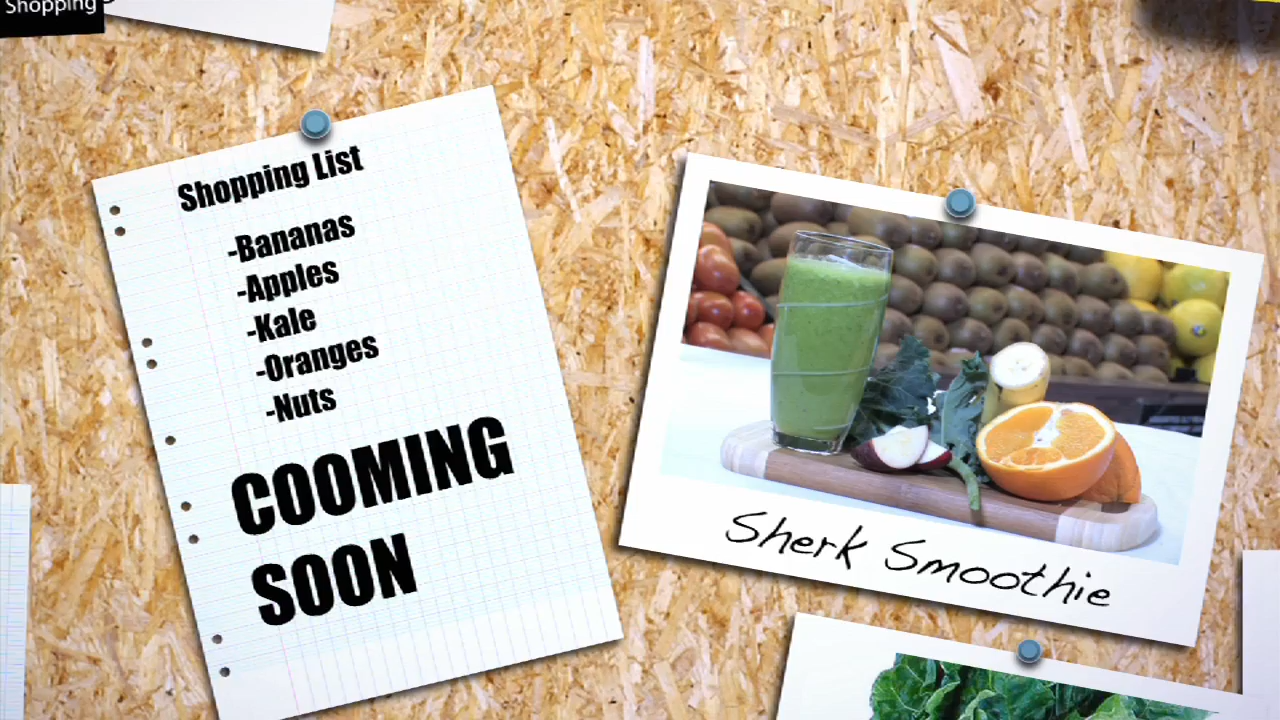 Shopping
Shopping List
-Bananas
-Apples
-Kale
-Oranges
-Nuts
COOMING
SOON
Sherk Smoothie